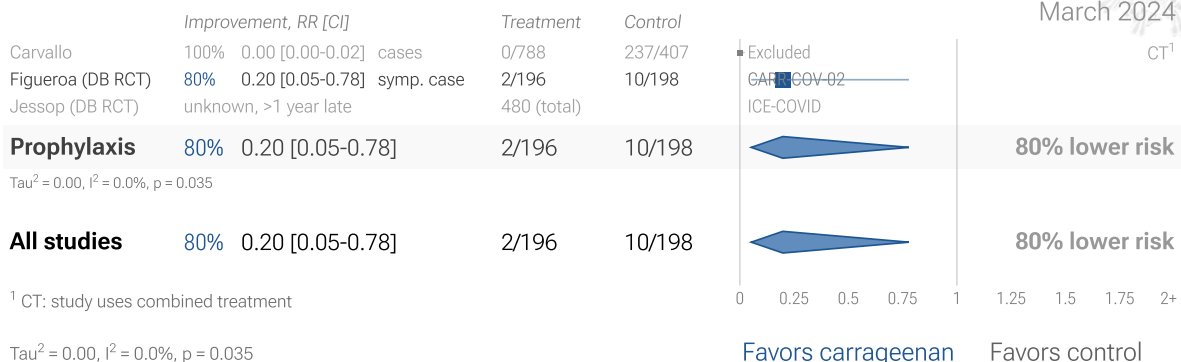 March 2024
Improvement, RR [CI] Treatment Control
Carvallo 100% 0.00 [0.00-0.02] cases 0/788 237/407 Excluded CT¹
Figueroa (DB RCT) 80% 0.20 [0.05-0.78] symp. case 2/196 10/198 CARR-COV-02
Jessop (DB RCT) unknown, >1 year late 480 (total) ICE-COVID
Prophylaxis 80% 0.20 [0.05-0.78] 2/196 10/198 80% lower risk
Tau² = 0.00, I² = 0.0%, p = 0.035
All studies 80% 0.20 [0.05-0.78] 2/196 10/198 80% lower risk
¹ CT: study uses combined treatment 0 0.25 0.5 0.75 1 1.25 1.5 1.75 2+
Tau² = 0.00, I² = 0.0%, p = 0.035 Favors carrageenan Favors control